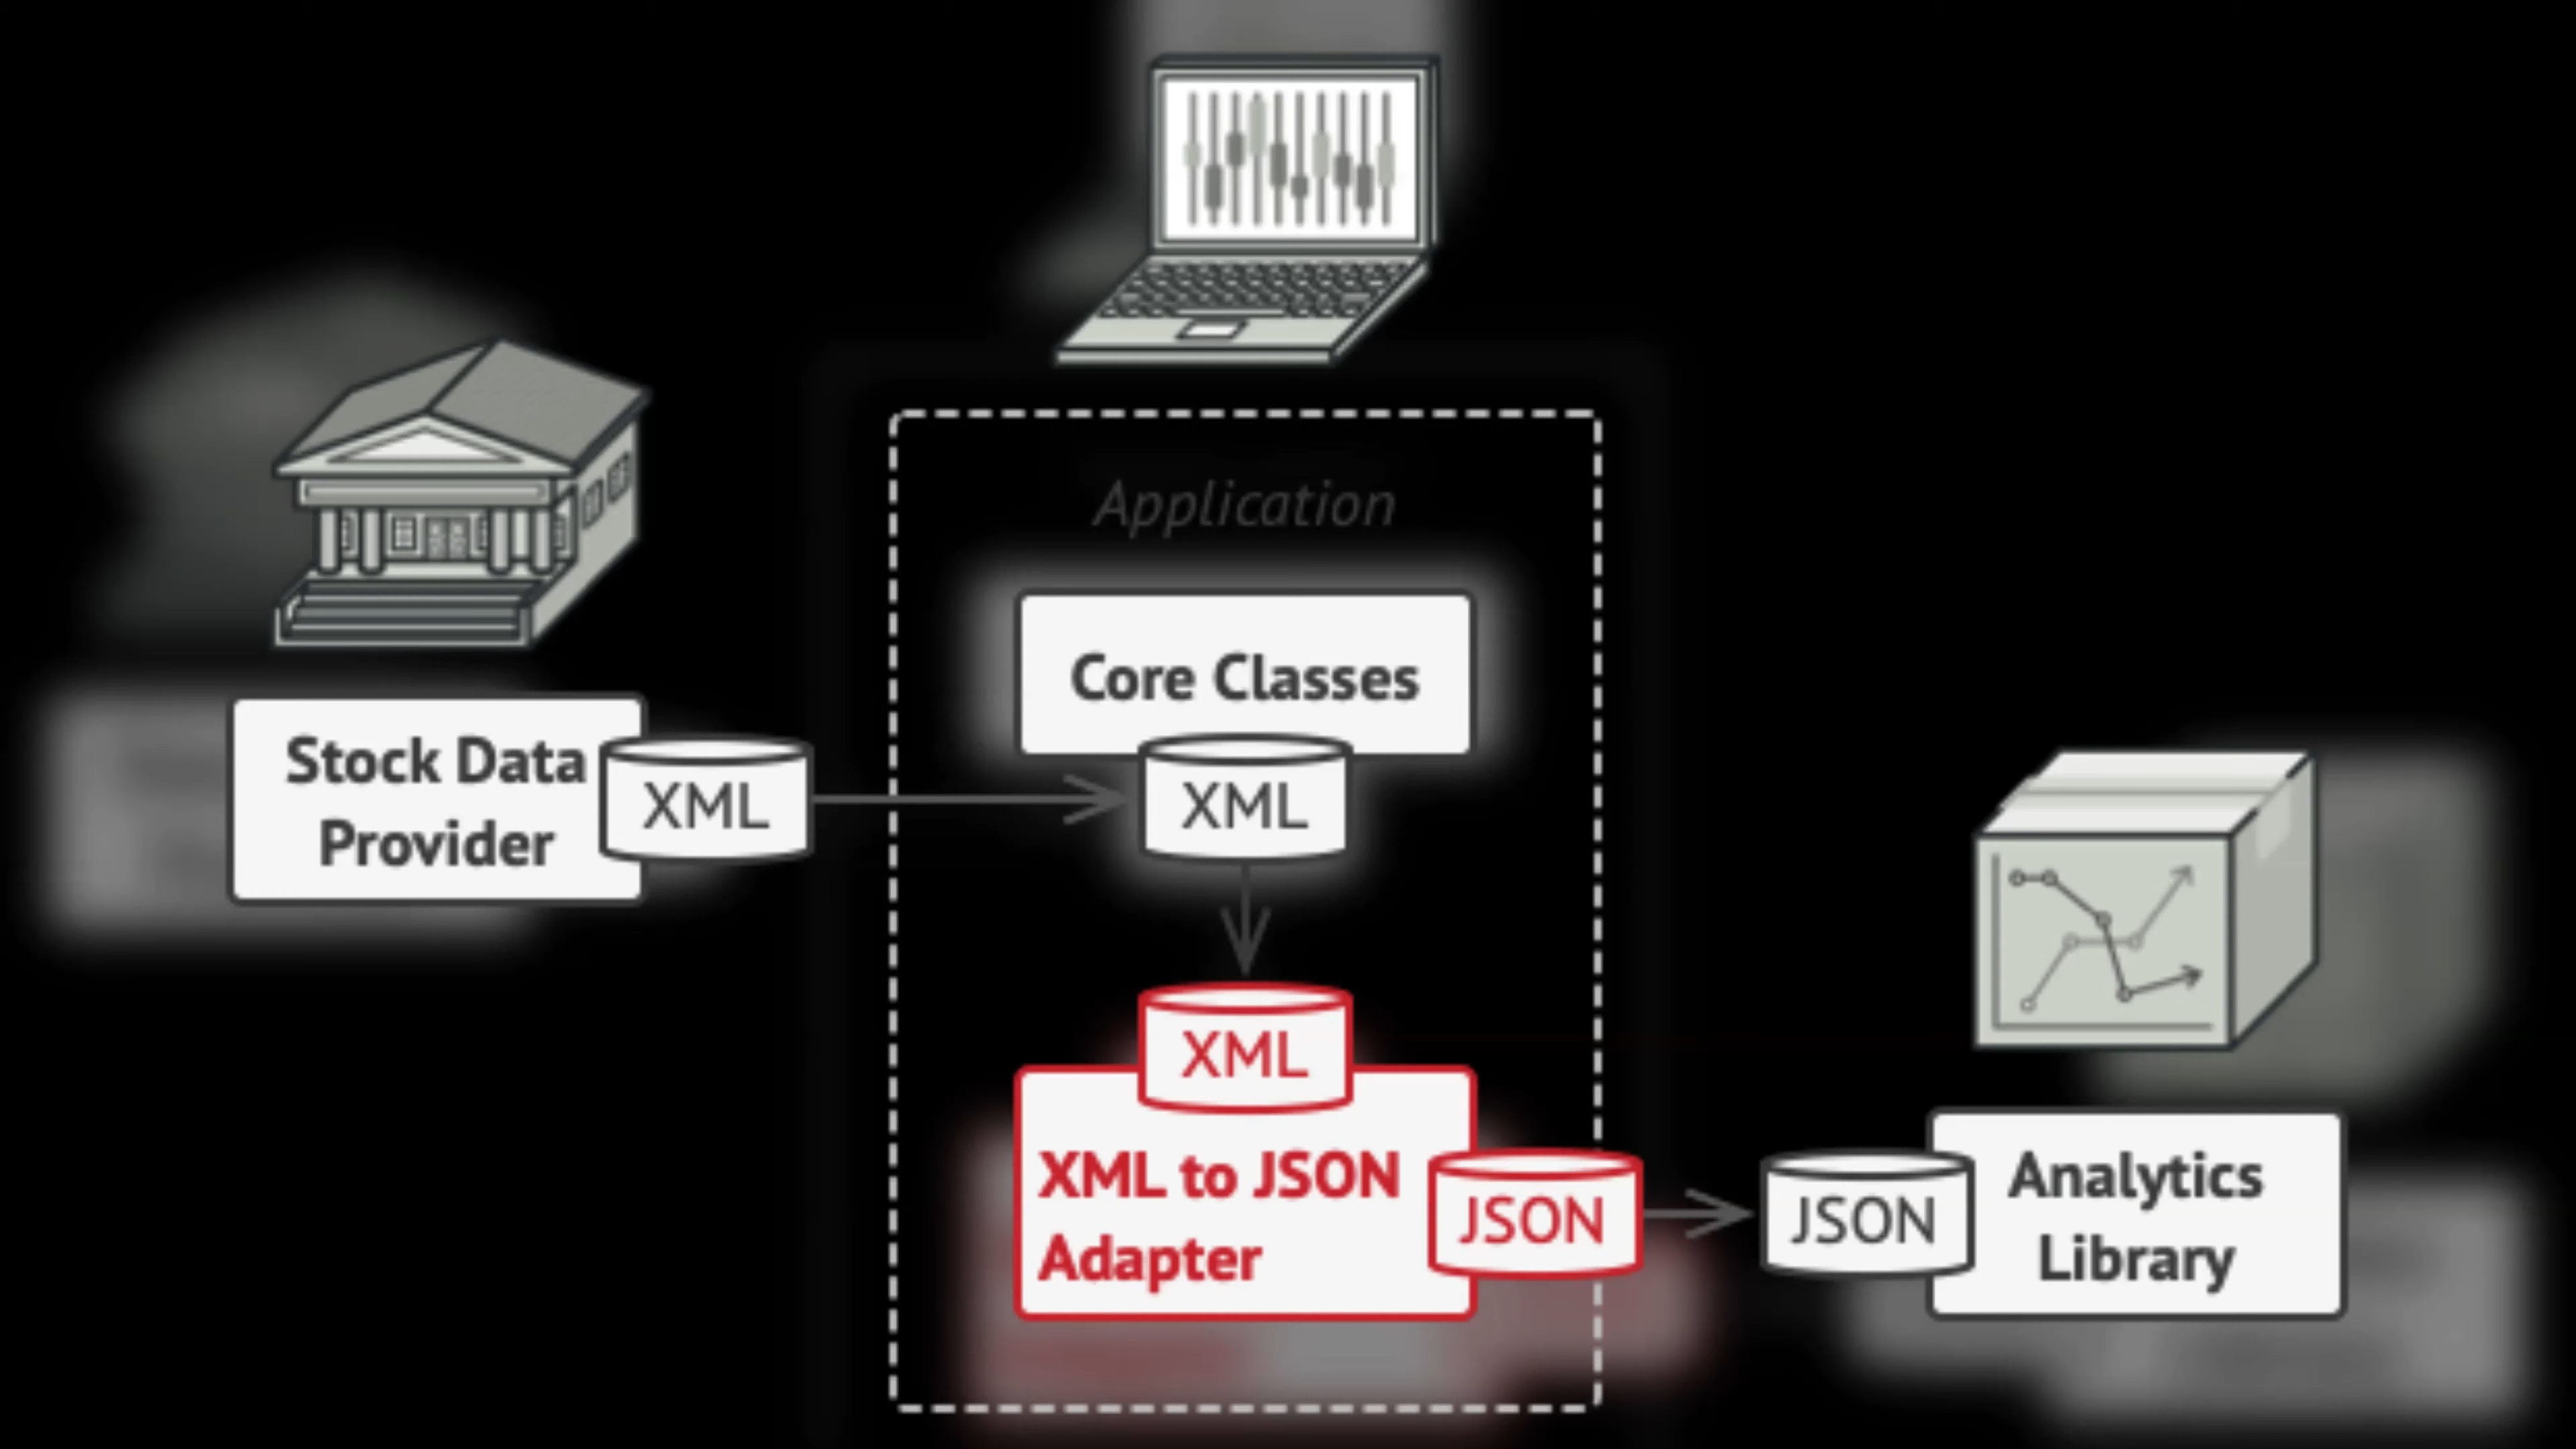 Application
Core Classes
Stock Data
Provider
XML
XML
XML
XML to JSON
Adapter
JSON
JSON
Analytics
Library